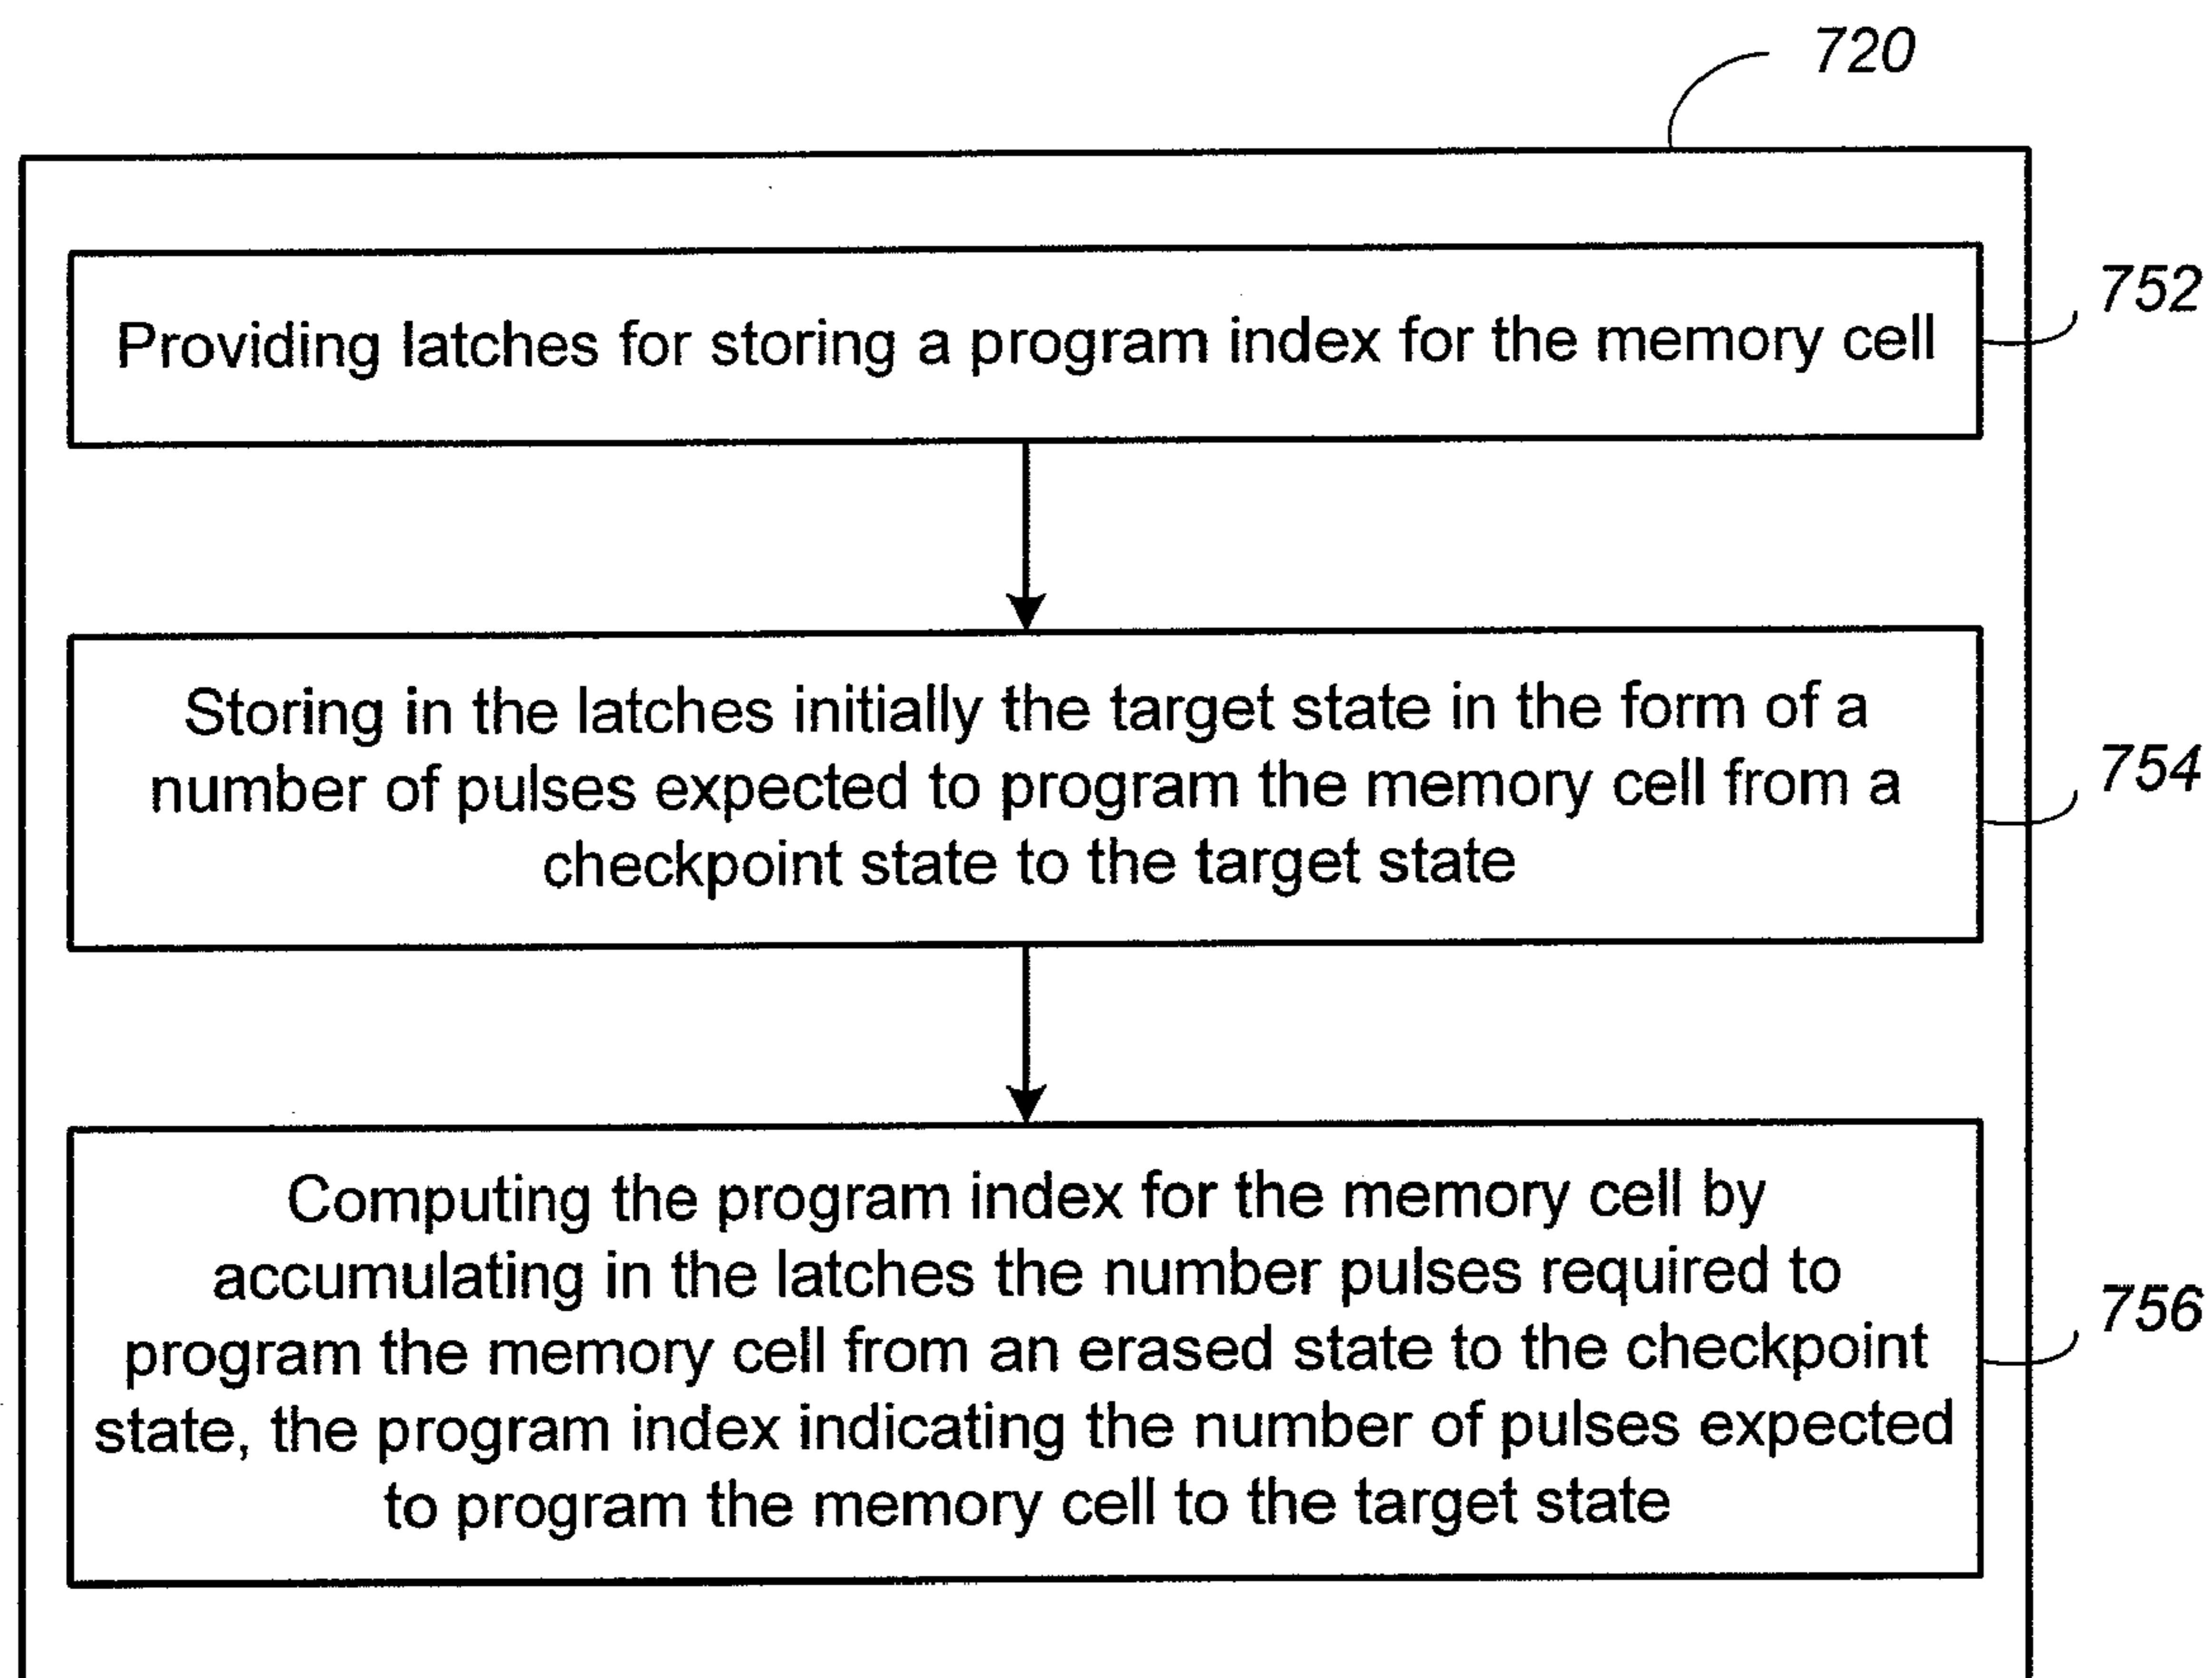 720
Providing latches for storing a program index for the memory cell
752
Storing in the latches initially the target state in the form of a
number of pulses expected to program the memory cell from a
checkpoint state to the target state
754
Computing the program index for the memory cell by
accumulating in the latches the number pulses required to
program the memory cell from an erased state to the checkpoint
state, the program index indicating the number of pulses expected
to program the memory cell to the target state
756